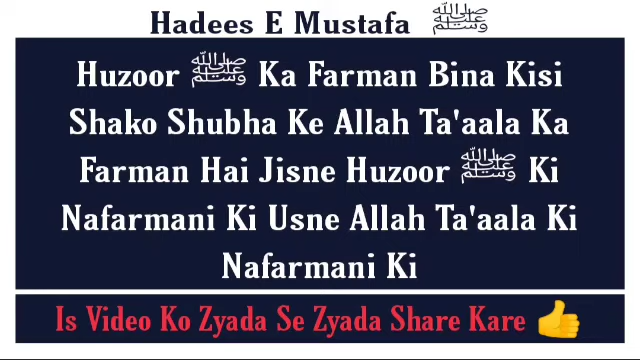 Hadees E Mustafa ﷺ
Huzoor ﷺ Ka Farman Bina Kisi
Shako Shubha Ke Allah Ta'aala Ka
Farman Hai Jisne Huzoor ﷺ Ki
Nafarmani Ki Usne Allah Ta'aala Ki
Nafarmani Ki
Is Video Ko Zyada Se Zyada Share Kare 👍